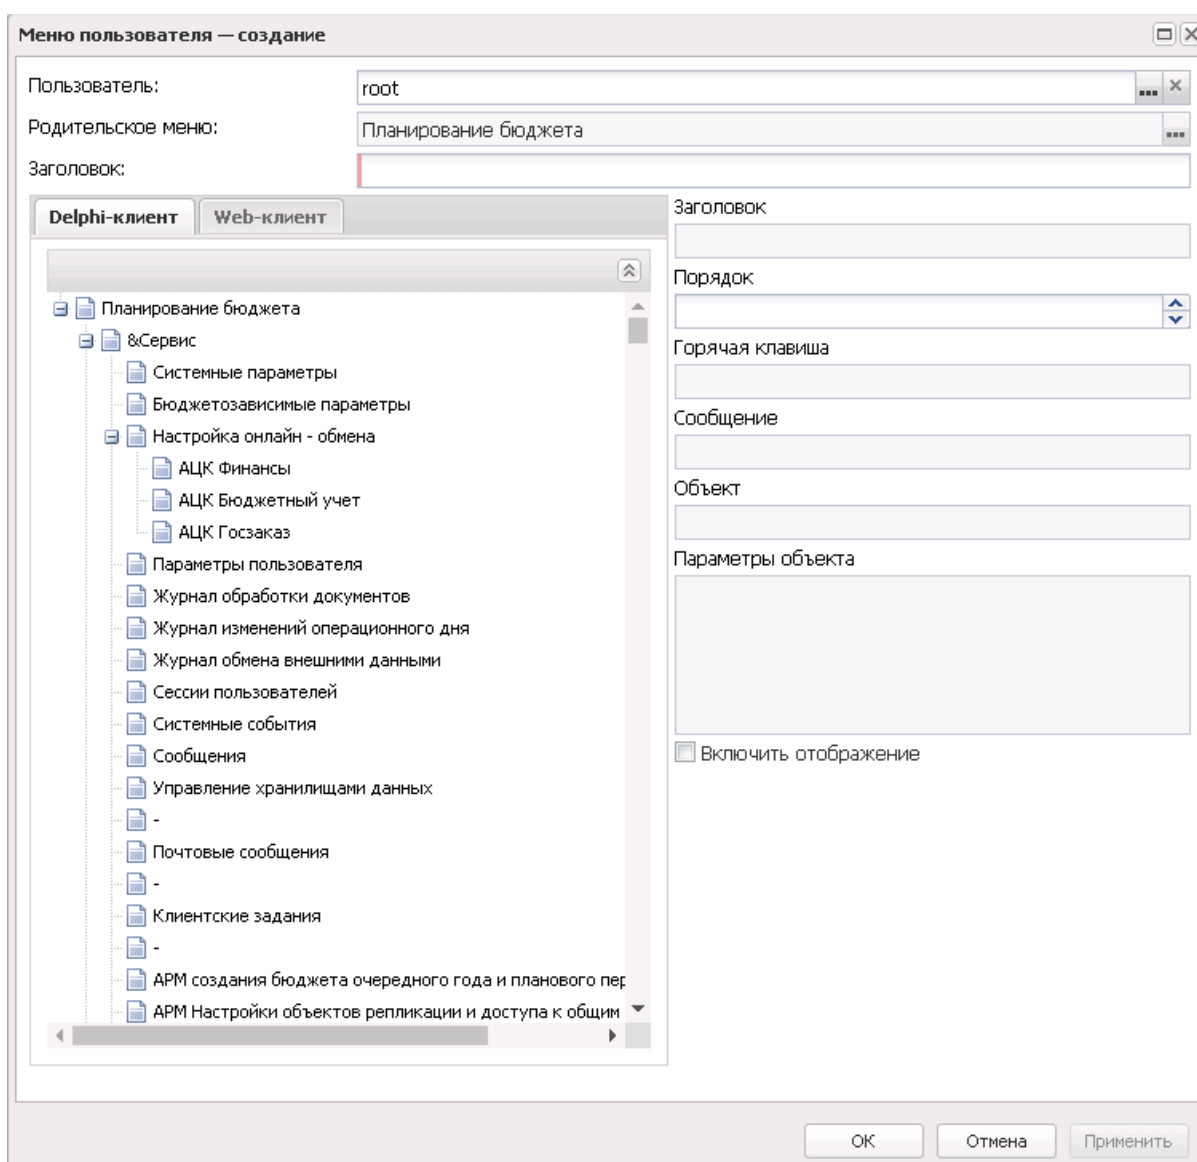 Меню пользователя — создание
Пользователь:
root
Родительское меню:
Планирование бюджета
Заголовок:
Delphi-клиент
Web-клиент
Планирование бюджета
&Сервис
Системные параметры
Бюджетозависимые параметры
Настройка онлайн - обмена
АЦК Финансы
АЦК Бюджетный учет
АЦК Госзаказ
Параметры пользователя
Журнал обработки документов
Журнал изменений операционного дня
Журнал обмена внешними данными
Сессии пользователей
Системные события
Сообщения
Управление хранилищами данных
-
Почтовые сообщения
-
Клиентские задания
-
АРМ создания бюджета очередного года и планового пер
АРМ Настройки объектов репликации и доступа к общим
Заголовок
Порядок
Горячая клавиша
Сообщение
Объект
Параметры объекта
Включить отображение
ОК
Отмена
Применить